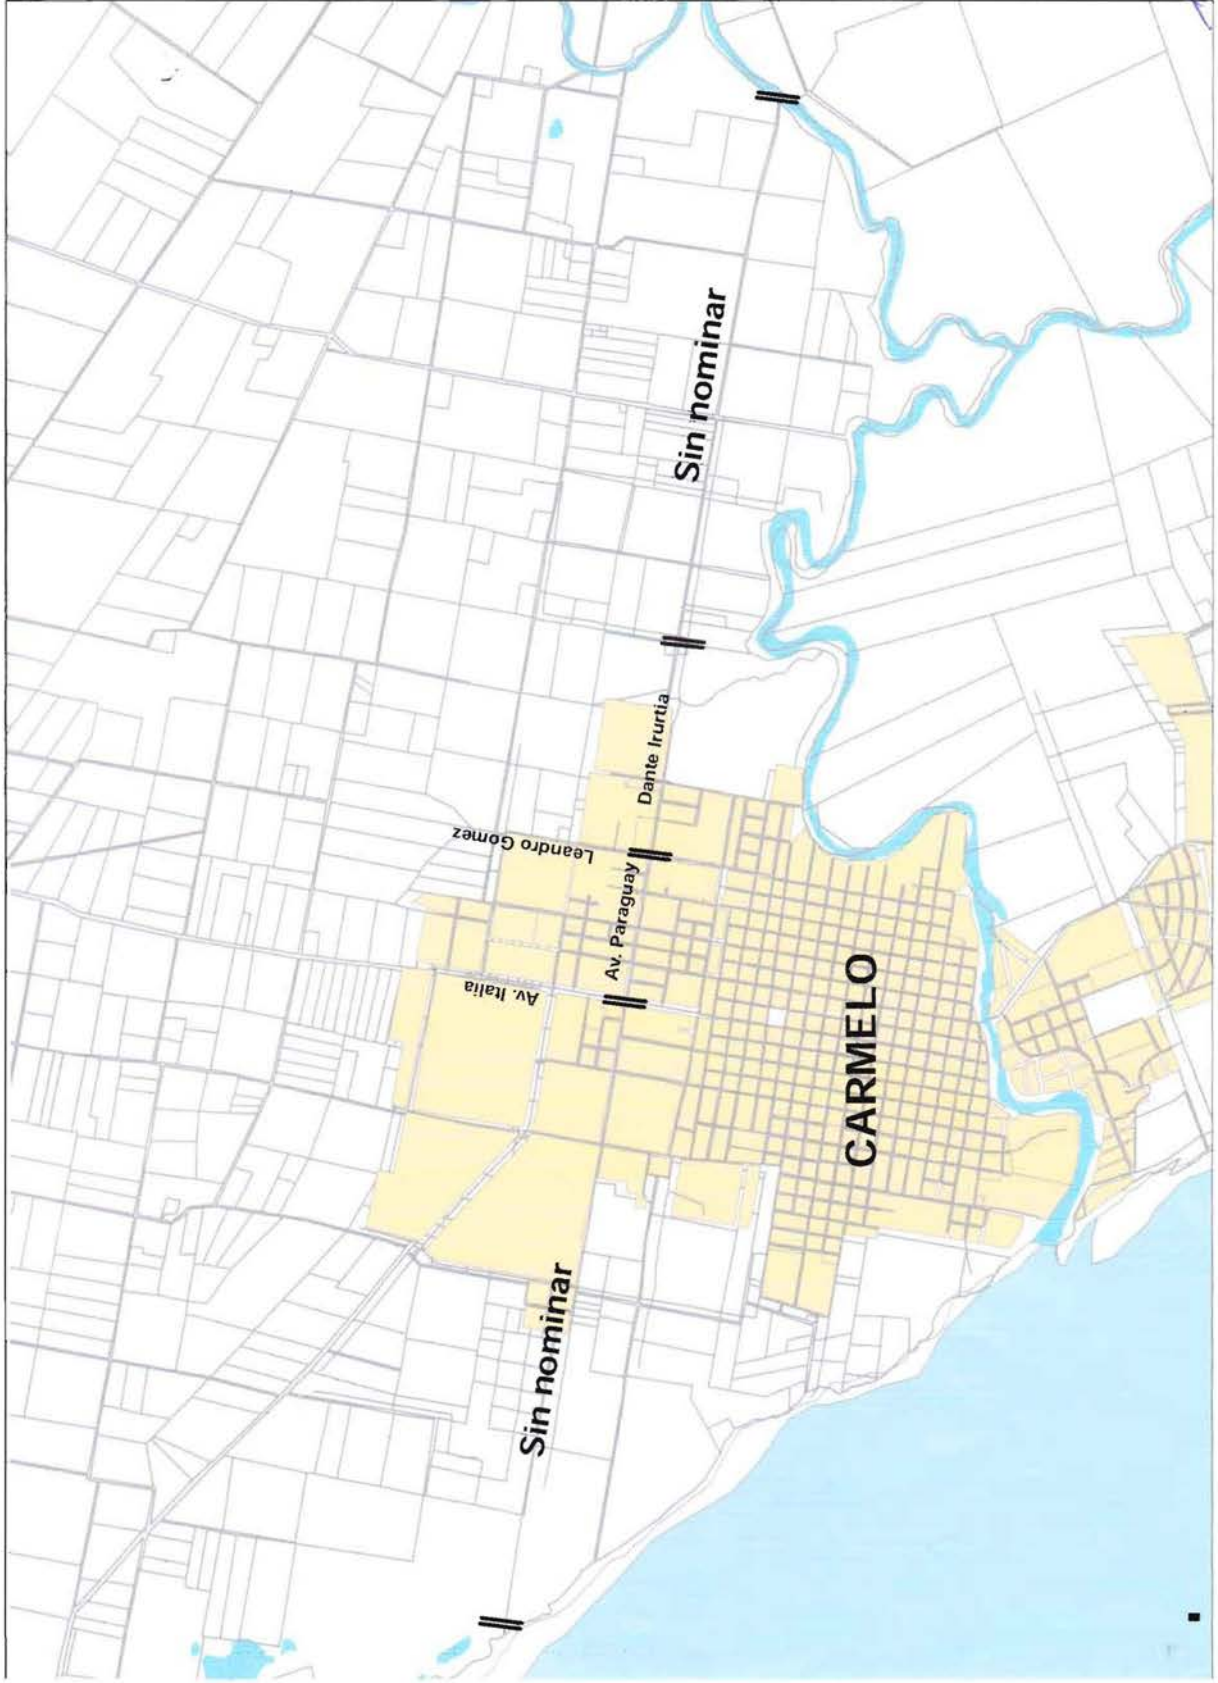 Sin nominar
Av. Italia
Av. Paraguay
Leandro Gomez
Dante Irurtia
Sin nominar
CARMELO